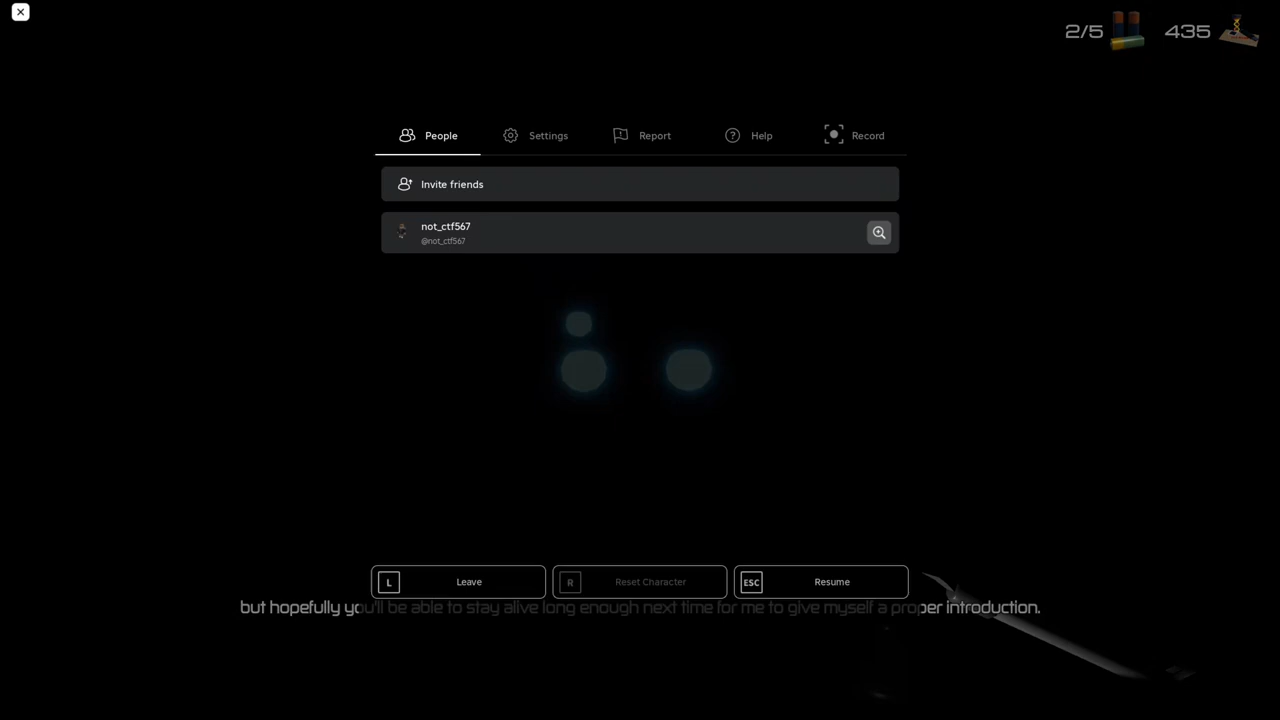 2/5 435
People Settings Report Help Record
Invite friends
not_ctf567
@not_ctf567
L Leave R Reset Character ESC Resume
but hopefully you'll be able to stay alive long enough next time for me to give myself a proper introduction.